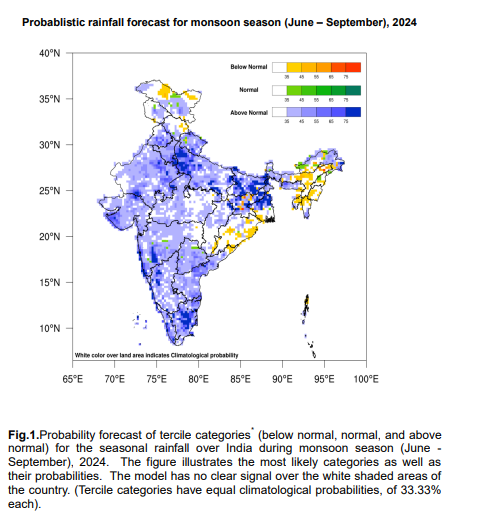 Probablistic rainfall forecast for monsoon season (June – September), 2024
40°N
35°N
30°N
25°N
20°N
15°N
10°N
Below Normal
35 45 55 65 75
Normal
35 45 55 65 75
Above Normal
35 45 55 65 75
White color over land area indicates Climatological probability
65°E 70°E 75°E 80°E 85°E 90°E 95°E 100°E
Fig.1.Probability forecast of tercile categories* (below normal, normal, and above
normal) for the seasonal rainfall over India during monsoon season (June -
September), 2024. The figure illustrates the most likely categories as well as
their probabilities. The model has no clear signal over the white shaded areas of
the country. (Tercile categories have equal climatological probabilities, of 33.33%
each).